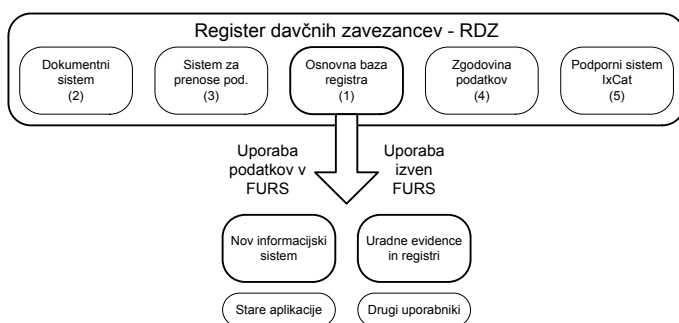 Register davčnih zavezancev - RDZ
Dokumentni
sistem
(2)
Sistem za
prenose pod.
(3)
Osnovna baza
registra
(1)
Zgodovina
podatkov
(4)
Podporni sistem
IxCat
(5)
Uporaba
podatkov v
FURS
Uporaba
izven
FURS
Nov informacijski
sistem
Uradne evidence
in registri
Stare aplikacije
Drugi uporabniki